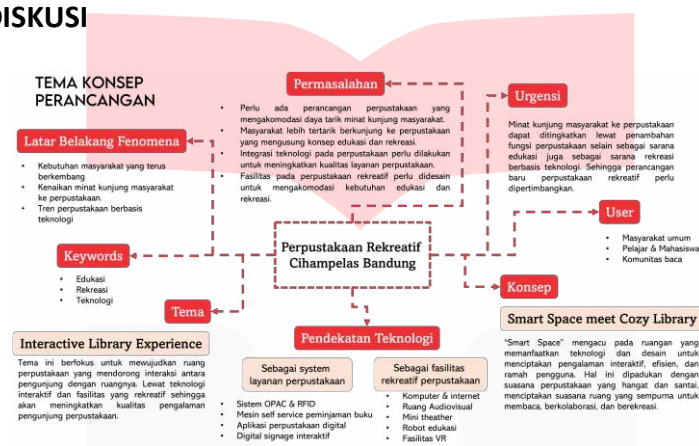 DISKUSI
TEMA KONSEP
PERANCANGAN
Latar Belakang Fenomena
• Kebutuhan masyarakat yang terus
berkembang
• Kenaikan minat kunjung masyarakat
ke perpustakaan.
• Tren perpustakaan berbasis
teknologi
Permasalahan
• Perlu ada perancangan perpustakaan yang
mengakomodasi daya tarik minat kunjung masyarakat.
• Masyarakat lebih tertarik berkunjung ke perpustakaan
yang mengusung konsep edukasi dan rekreasi.
• Integrasi teknologi pada perpustakaan perlu dilakukan
untuk meningkatkan kualitas layanan perpustakaan.
• Fasilitas pada perpustakaan rekreatif perlu didesain
untuk mengakomodasi kebutuhan edukasi dan
rekreasi.
Urgensi
Minat kunjung masyarakat ke perpustakaan
dapat ditingkatkan lewat penambahan
fungsi perpustakaan selain sebagai sarana
edukasi juga sebagai sarana rekreasi
berbasis teknologi. Sehingga perancangan
baru perpustakaan rekreatif perlu
dipertimbangkan.
Keywords
• Edukasi
• Rekreasi
• Teknologi
Perpustakaan Rekreatif
Cihampelas Bandung
User
• Masyarakat umum
• Pelajar & Mahasiswa
• Komunitas baca
Tema
Interactive Library Experience
Tema ini berfokus untuk mewujudkan ruang
perpustakaan yang mendorong interaksi antara
pengunjung dengan ruangnya. Lewat teknologi
interaktif dan fasilitas yang rekreatif sehingga
akan meningkatkan kualitas pengalaman
pengunjung perpustakaan.
Pendekatan Teknologi
Sebagai system
layanan perpustakaan
• Sistem OPAC & RFID
• Mesin self service peminjaman buku
• Aplikasi perpustakaan digital
• Digital signage interaktif
Sebagai fasilitas
rekreatif perpustakaan
• Komputer & internet
• Ruang Audiovisual
• Mini theather
• Robot edukasi
• Fasilitas VR
Konsep
Smart Space meet Cozy Library
"Smart Space" mengacu pada ruangan yang
memanfaatkan teknologi dan desain untuk
menciptakan pengalaman interaktif, efisien, dan
ramah pengguna. Hal ini dipadukan dengan
suasana perpustakaan yang hangat dan santai,
menciptakan suasana ruang yang sempurna untuk
membaca, berkolaborasi, dan berekreasi.